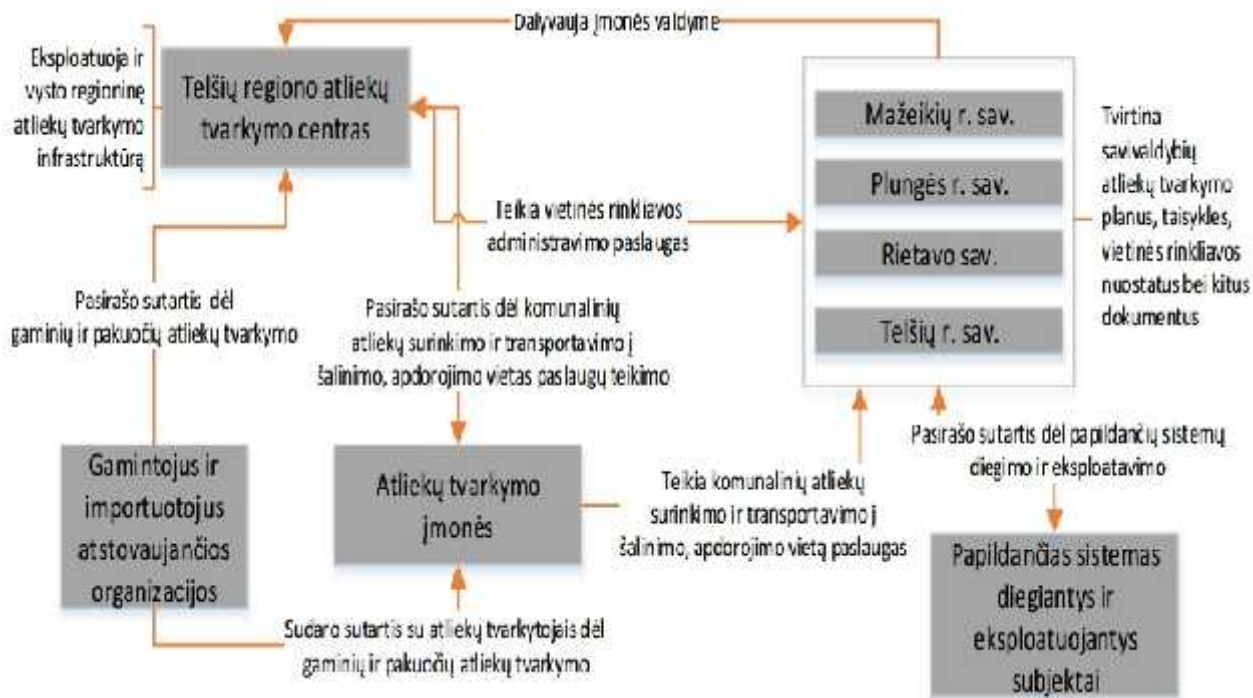 Dalyvauja įmonės valdyme
Eksploatuoja ir
vysto regioninę
atliekų tvarkymo
infrastruktūrą
Telšių regiono atliekų
tvarkymo centras
Mažeikių r. sav.
Plungės r. sav.
Rietavo sav.
Telšių r. sav.
Tvirtina
savivaldybių
atliekų tvarkymo
planus, taisykles,
vietinės rinkliavos
nuostatus bei kitus
dokumentus
Teikia vietinės rinkliavos
administravimo paslaugas
Pasirašo sutartis dėl
gaminių ir pakuočių atliekų tvarkymo
Pasirašo sutartis dėl komunalinių
atliekų surinkimo ir transportavimo į
šalinimo, apdorojimo vietas paslaugų teikimo
Gamintojus ir
importuotojus
atstovaujančios
organizacijos
Atliekų tvarkymo
įmonės
Teikia komunalinių atliekų
surinkimo ir transportavimo į
šalinimo, apdorojimo vietą paslaugas
Pasirašo sutartis dėl papildančių sistemų
diegimo ir eksploatavimo
Papildančias sistemas
diegiantys ir
eksploatuojantys
subjektai
Sudaro sutartis su atliekų tvarkytojais dėl
gaminių ir pakuočių atliekų tvarkymo